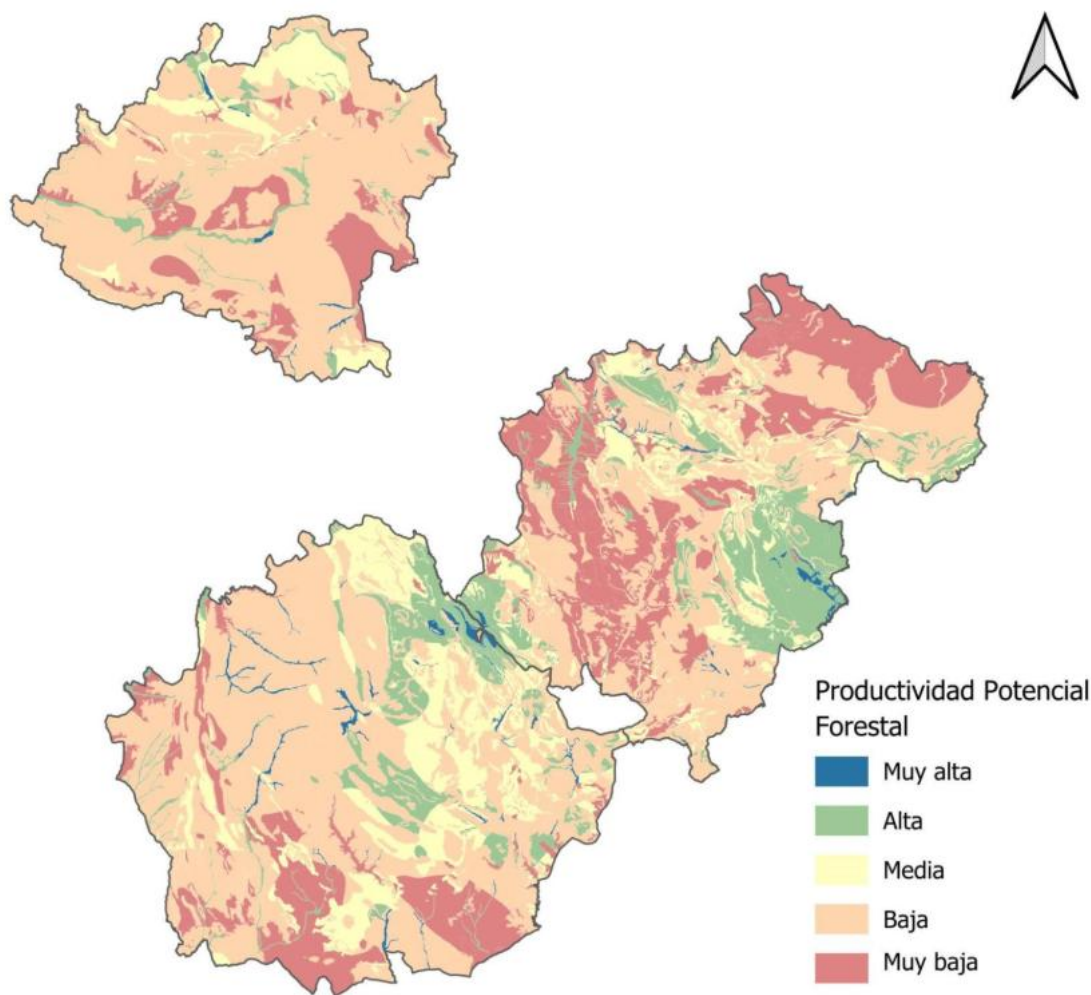 Productividad Potencial
Forestal
Muy alta
Alta
Media
Baja
Muy baja